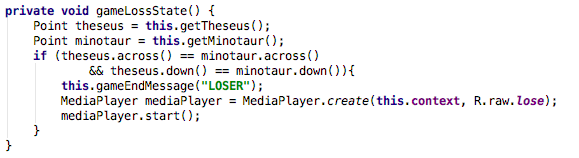 private void gameLossState() {
    Point theseus = this.getTheseus();
    Point minotaur = this.getMinotaur();
    if (theseus.across() == minotaur.across()
            && theseus.down() == minotaur.down()){
        this.gameEndMessage("LOSER");
        MediaPlayer mediaPlayer = MediaPlayer.create(this.context, R.raw.lose);
        mediaPlayer.start();
    }
}